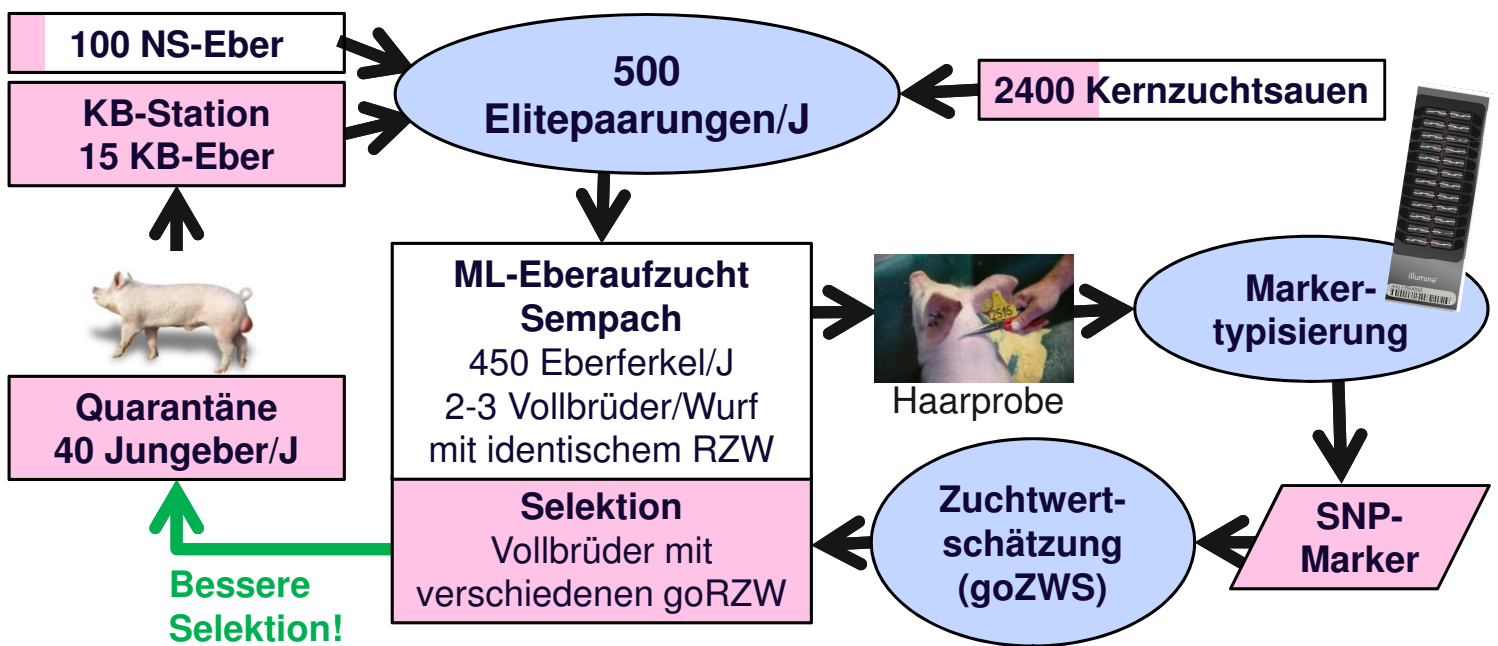 100 NS-Eber
KB-Station
15 KB-Eber
500
Elitepaarungen/J
2400 Kernzuchtsauen
ML-Eberaufzucht
Sempach
450 Eberferkel/J
2-3 Vollbrüder/Wurf
mit identischem RZW
2515
Haarprobe
illumina
Marker-
typisierung
Quarantäne
40 Jungeber/J
Selektion
Vollbrüder mit
verschiedenen goRZW
Zuchtwert-
schätzung
(goZWS)
SNP-
Marker
Bessere
Selektion!